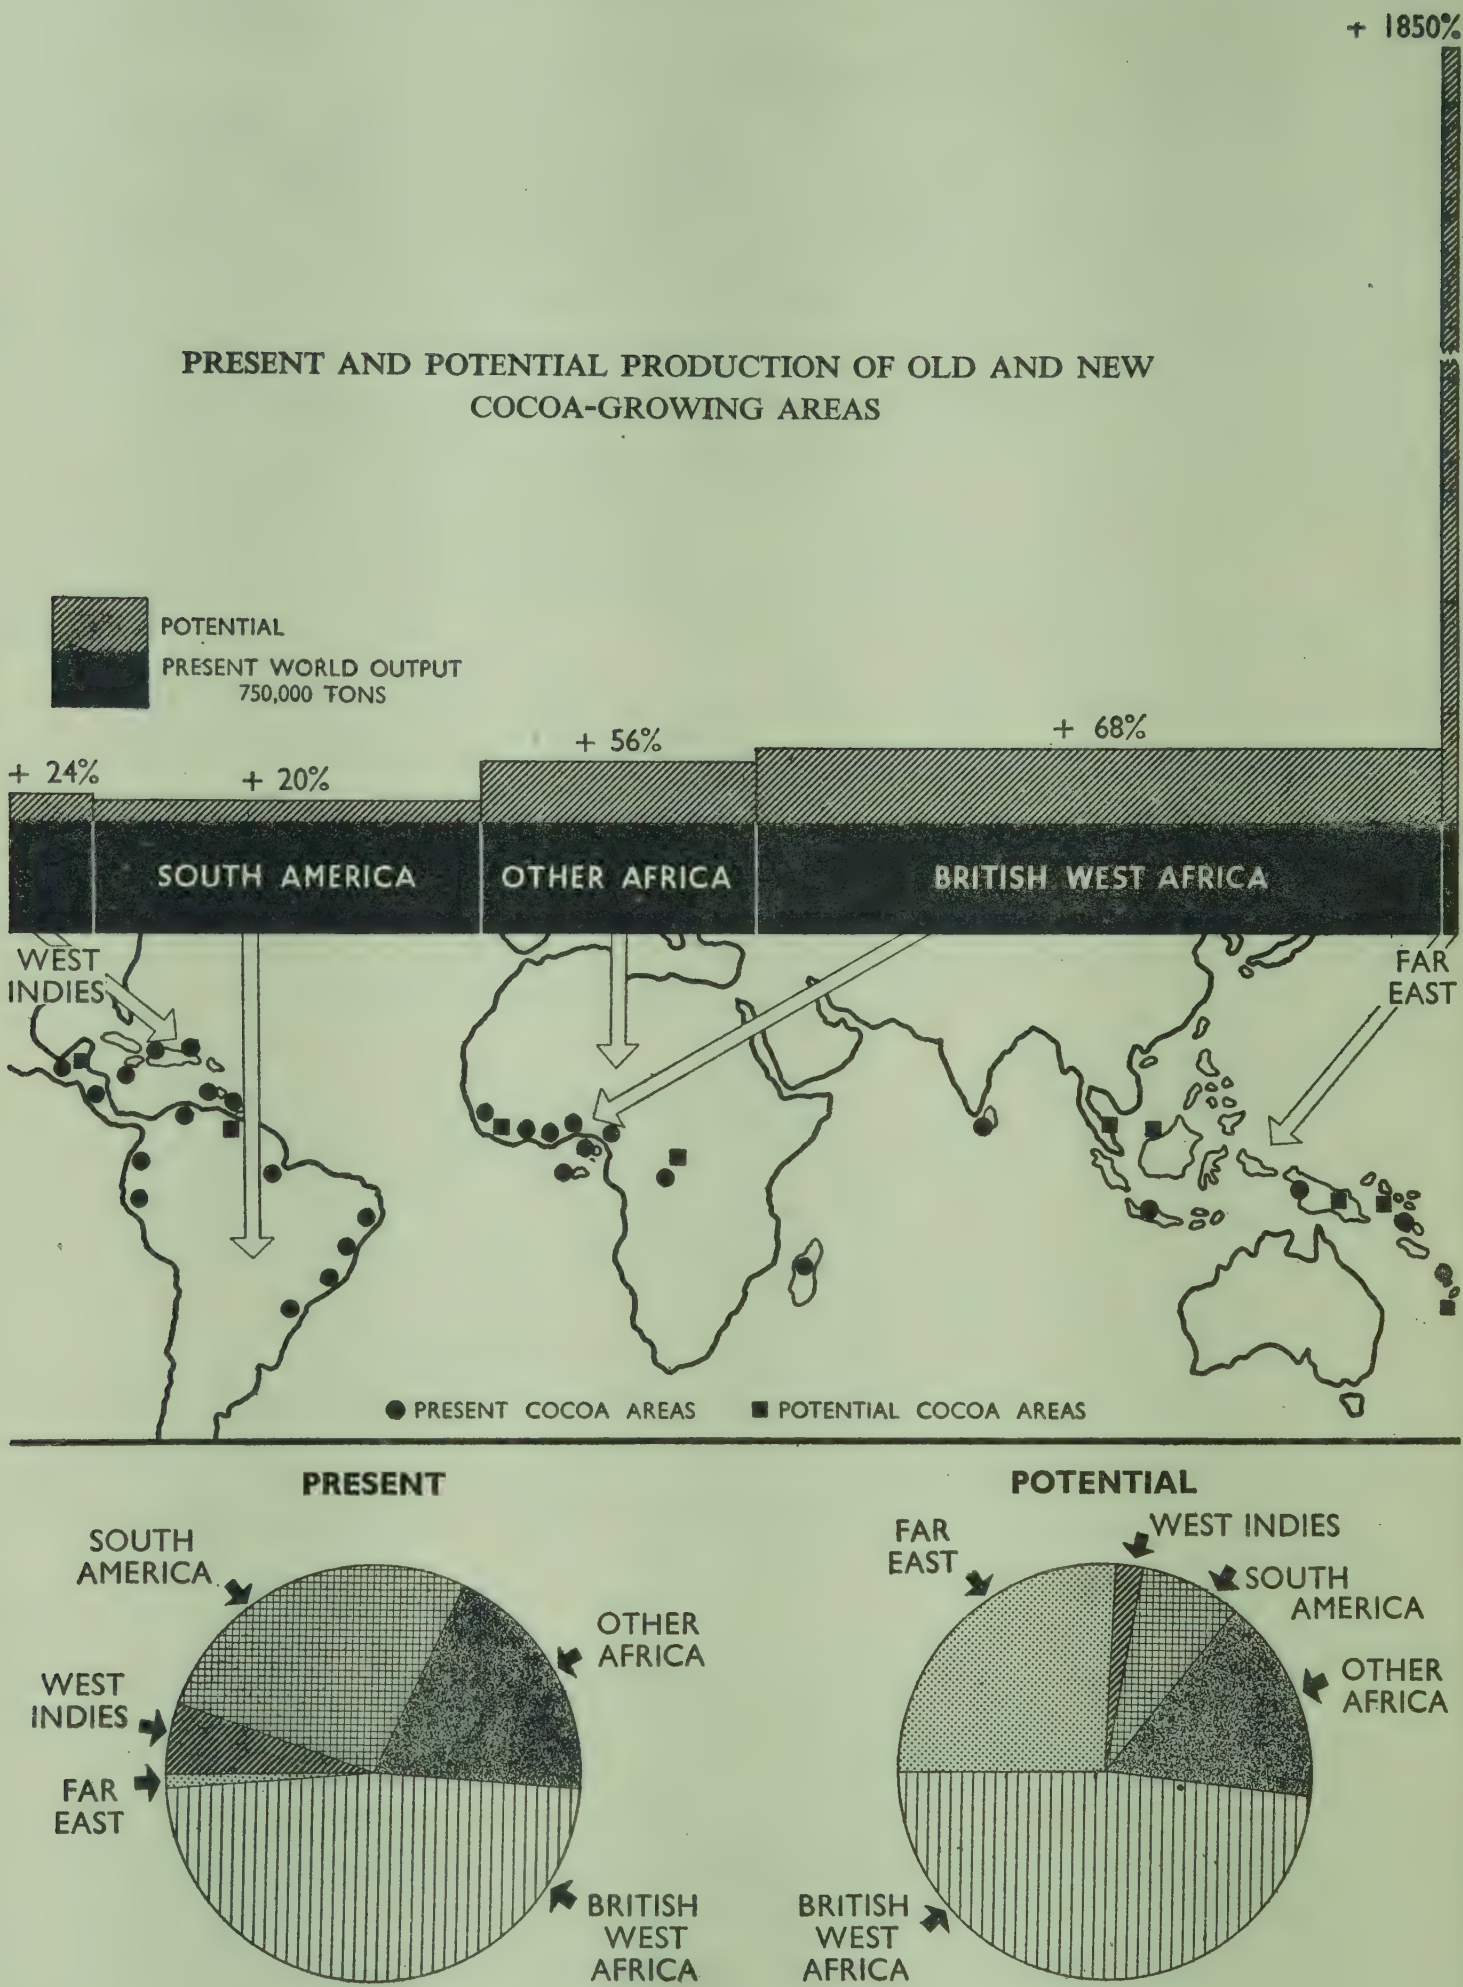 + 1850%
PRESENT AND POTENTIAL PRODUCTION OF OLD AND NEW
COCOA-GROWING AREAS
POTENTIAL
PRESENT WORLD OUTPUT
750,000 TONS
+ 24%
+ 20%
+ 56%
+ 68%
SOUTH AMERICA
OTHER AFRICA
BRITISH WEST AFRICA
WEST
INDIES
FAR
EAST
PRESENT COCOA AREAS
POTENTIAL COCOA AREAS
PRESENT
SOUTH
AMERICA
OTHER
AFRICA
WEST
INDIES
FAR
EAST
BRITISH
WEST
AFRICA
POTENTIAL
FAR
EAST
WEST INDIES
SOUTH
AMERICA
OTHER
AFRICA
BRITISH
WEST
AFRICA